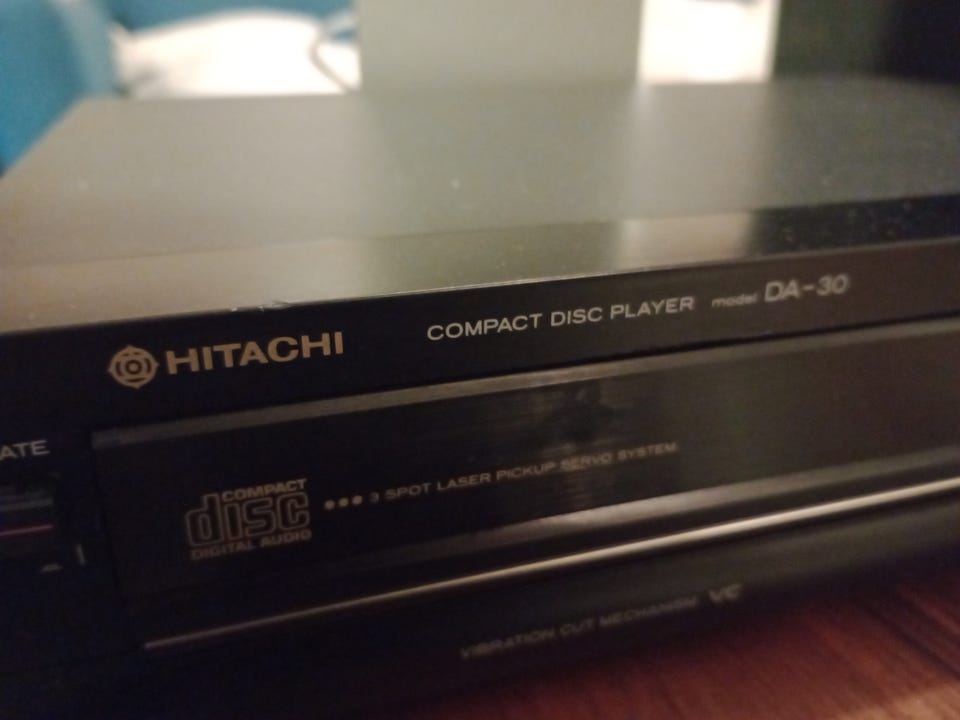 HITACHI
COMPACT DISC PLAYER model DA-30
ATE
COMPACT
disc
DIGITAL AUDIO
3 SPOT LASER PICKUP SERVO SYSTEM
VIBRATION CUT MECHANISM VC